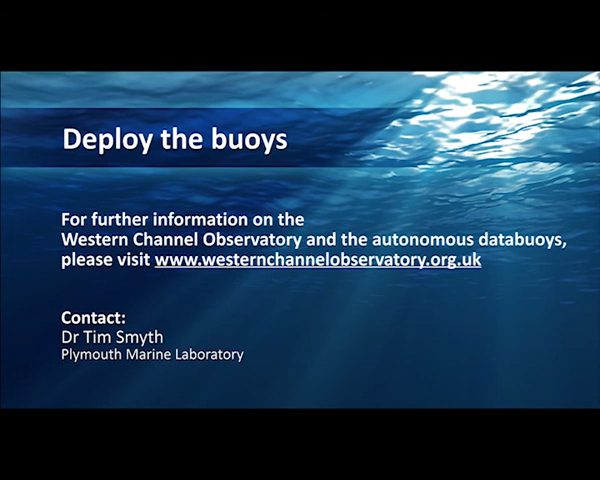 Deploy the buoys
For further information on the
Western Channel Observatory and the autonomous databuoys,
please visit www.westernchannelobservatory.org.uk
Contact:
Dr Tim Smyth
Plymouth Marine Laboratory